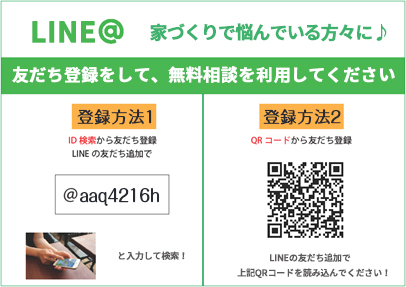 LINE@ 家づくりで悩んでいる方々に♪
友だち登録をして、無料相談を利用してください
登録方法1
ID 検索から友だち登録
LINE の友だち追加で
@aaq4216h
と入力して検索！
登録方法2
QR コードから友だち登録
LINEの友だち追加で
上記QRコードを読み込んでください！